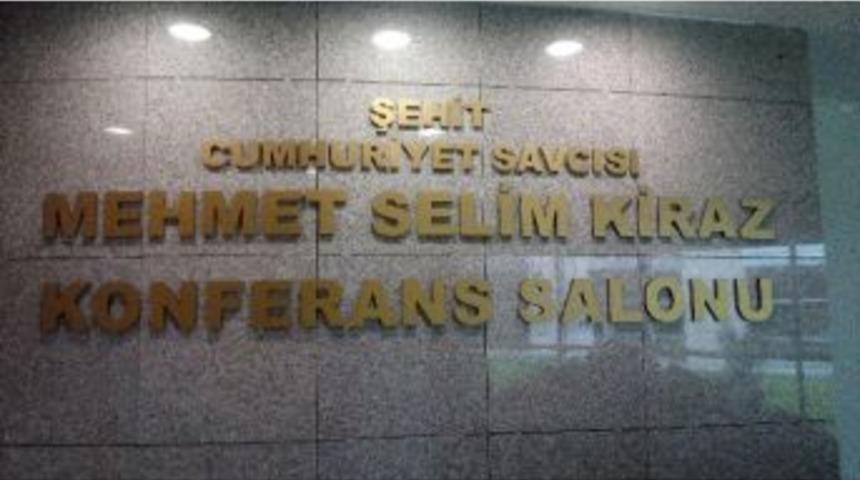 ŞEHİT
CUMHURİYET SAVCISI
MEHMET SELİM KİRAZ
KONFERANS SALONU